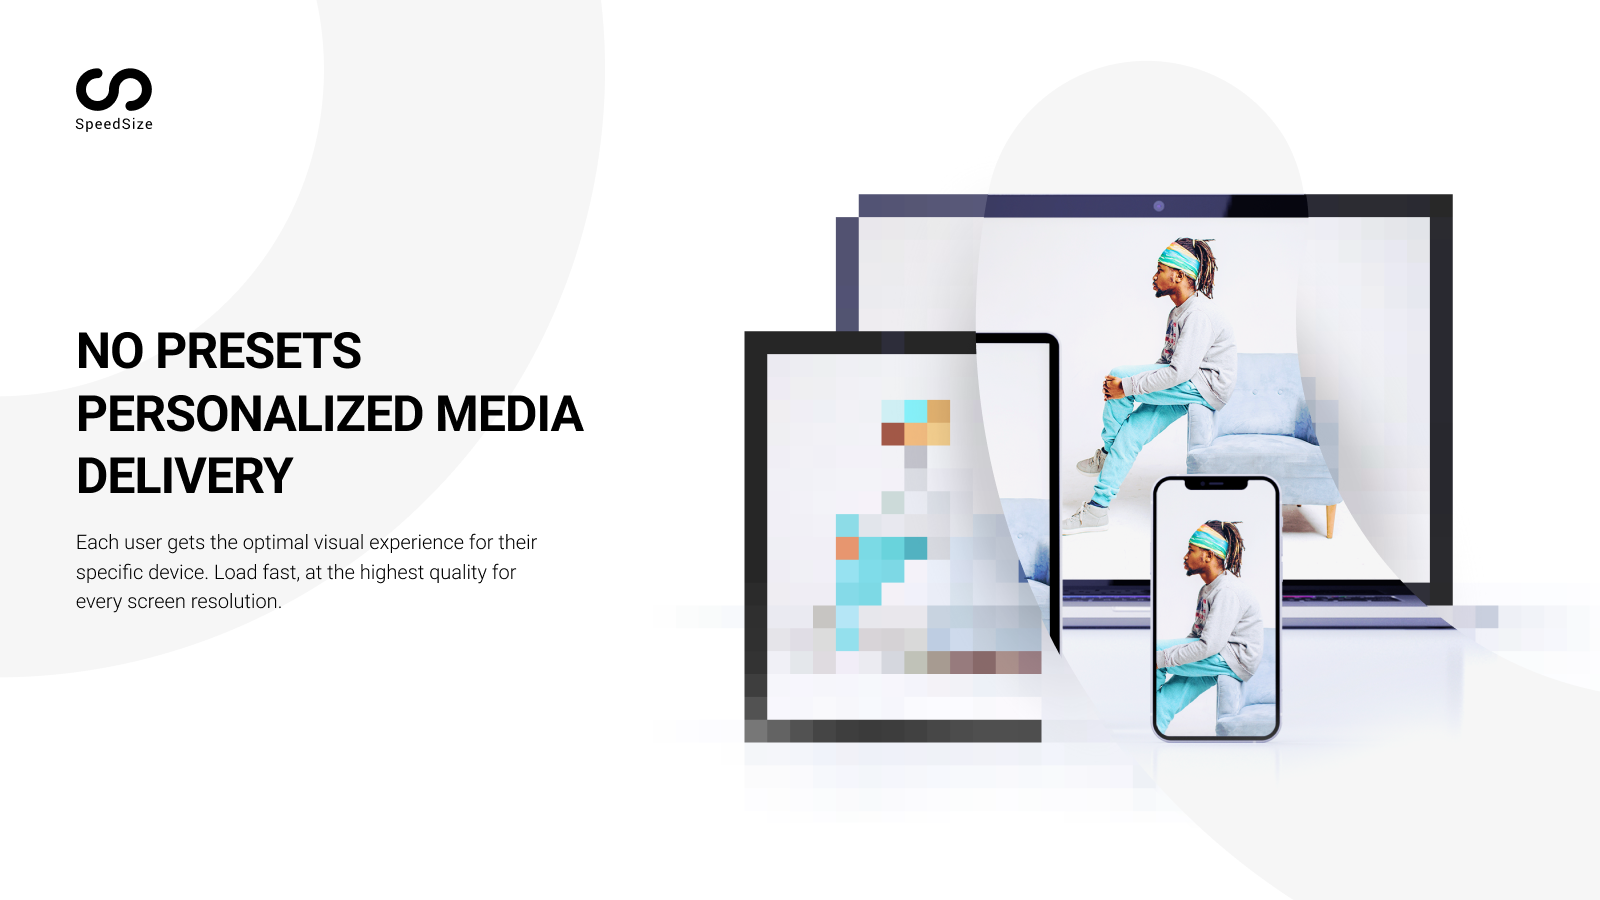 SpeedSize
NO PRESETS
PERSONALIZED MEDIA
DELIVERY
Each user gets the optimal visual experience for their
specific device. Load fast, at the highest quality for
every screen resolution.